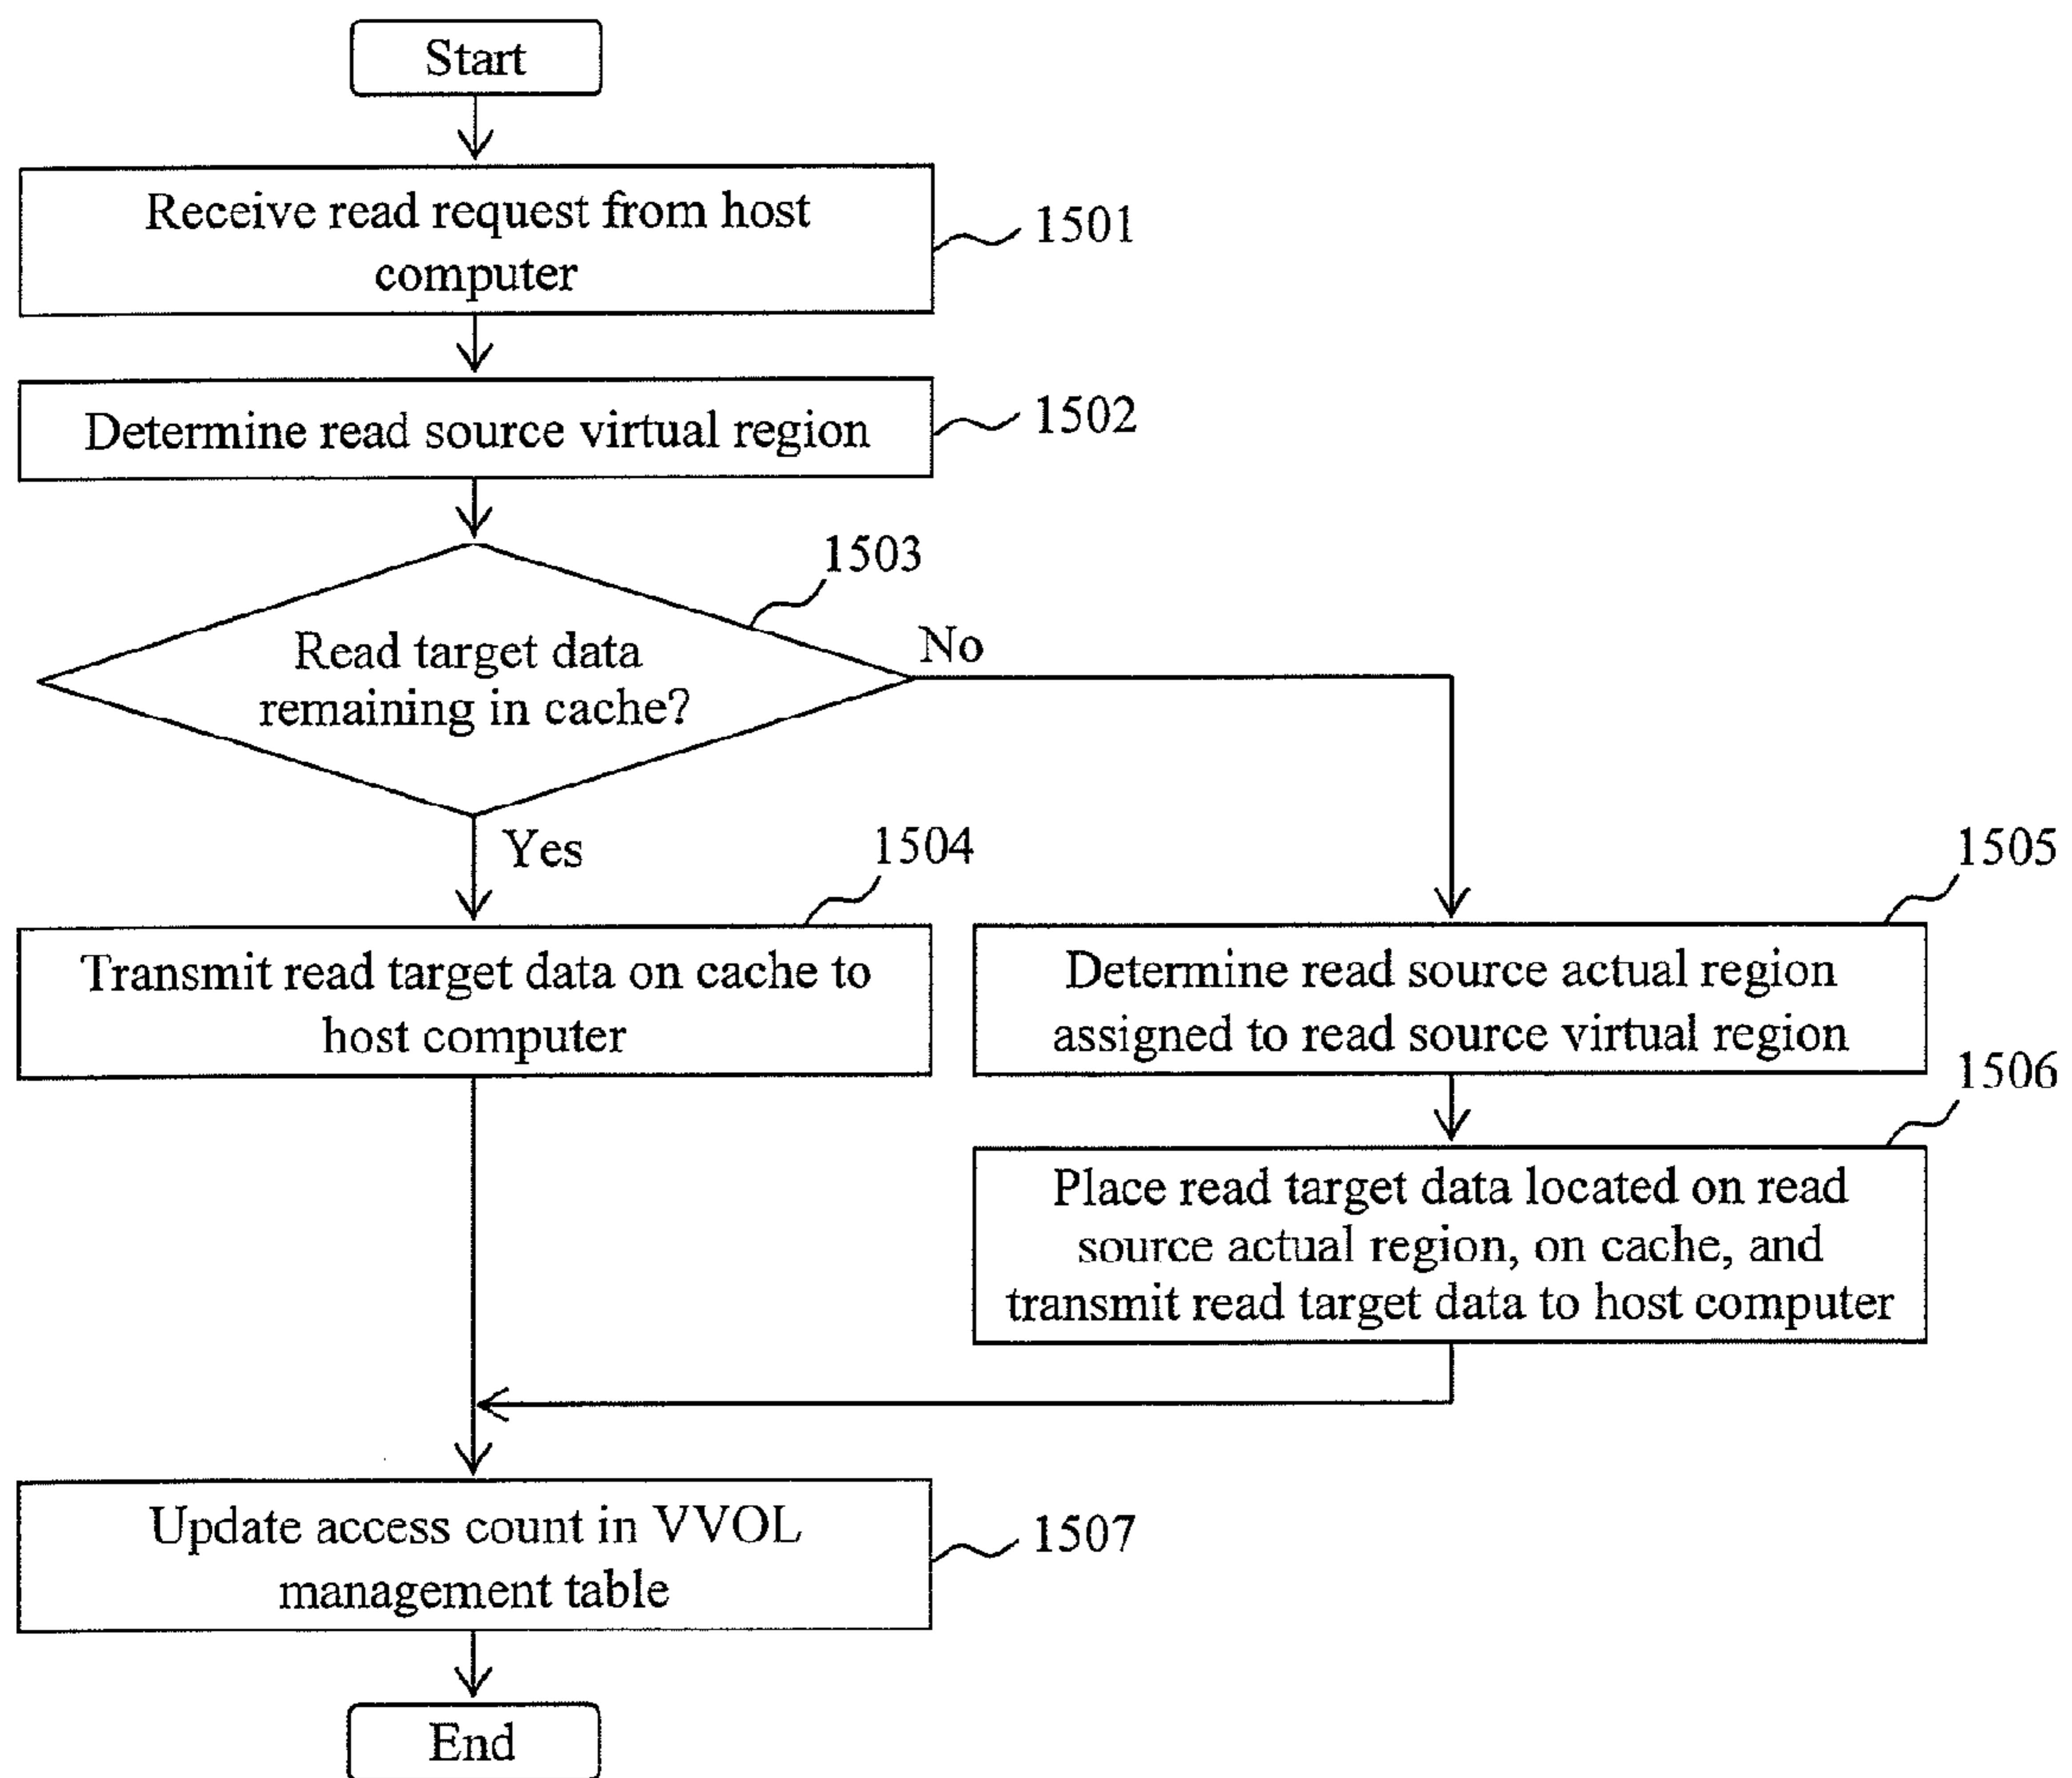 Start
Receive read request from host
computer
1501
Determine read source virtual region
1502
1503
Read target data
remaining in cache?
No
Yes
1504
Transmit read target data on cache to
host computer
1505
Determine read source actual region
assigned to read source virtual region
1506
Place read target data located on read
source actual region, on cache, and
transmit read target data to host computer
Update access count in VVOL
management table
1507
End